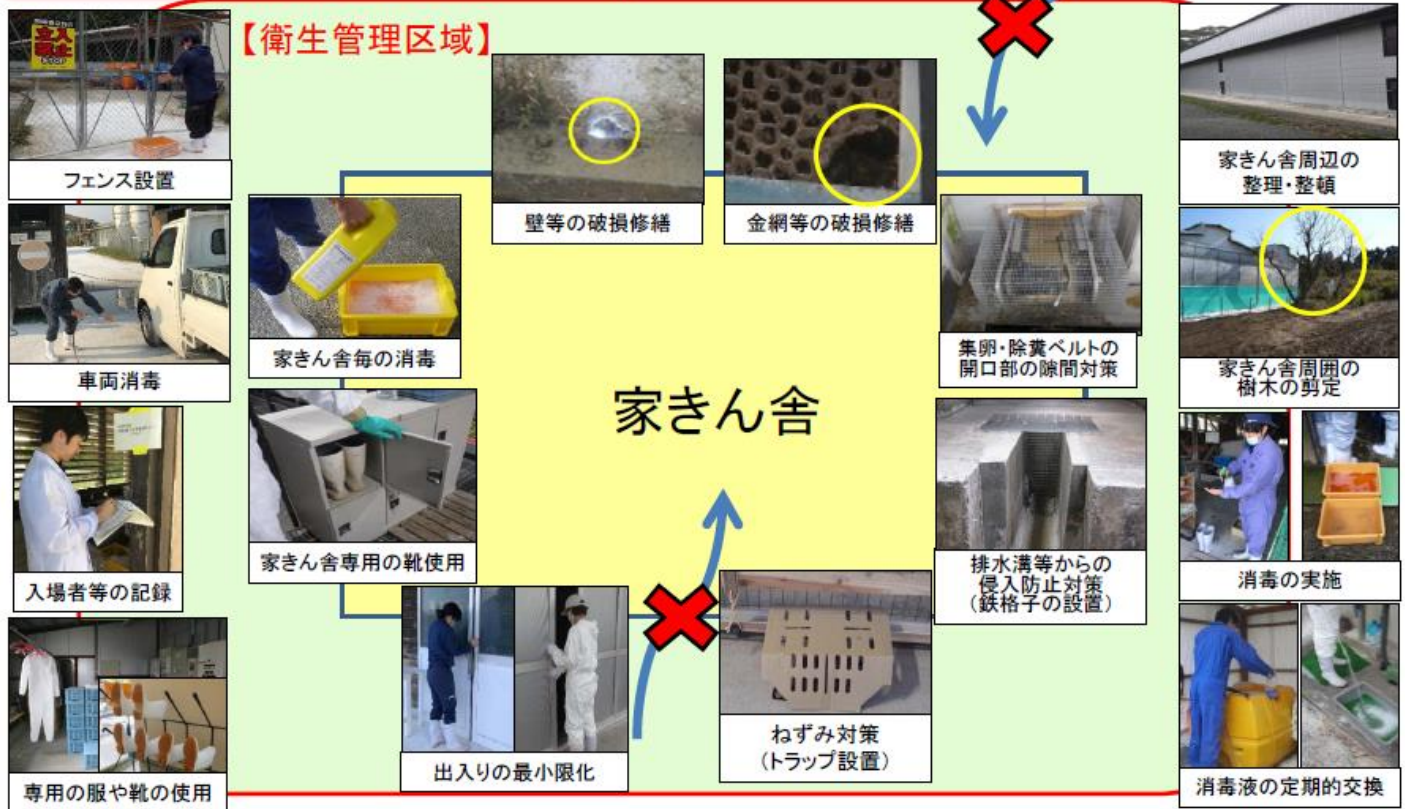 【衛生管理区域】
立入
禁止
フェンス設置
車両消毒
入場者等の記録
専用の服や靴の使用
壁等の破損修繕
金網等の破損修繕
家きん舎毎の消毒
家きん舎専用の靴使用
家きん舎
集卵・除糞ベルトの
開口部の隙間対策
排水溝等からの
侵入防止対策
(鉄格子の設置)
出入りの最小限化
ねずみ対策
(トラップ設置)
家きん舎周辺の
整理・整頓
家きん舎周囲の
樹木の剪定
消毒の実施
消毒液の定期的交換